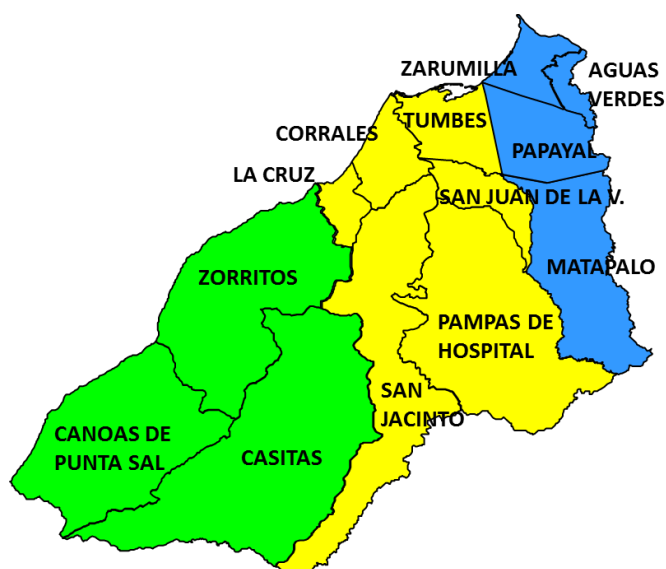 ZARUMILLA
AGUAS
VERDES
TUMBES
CORRALES
PAPAYAL
LA CRUZ
SAN JUAN DE LA V.
MATAPALO
ZORRITOS
PAMPAS DE
HOSPITAL
SAN
JACINTO
CANOAS DE
PUNTA SAL
CASITAS